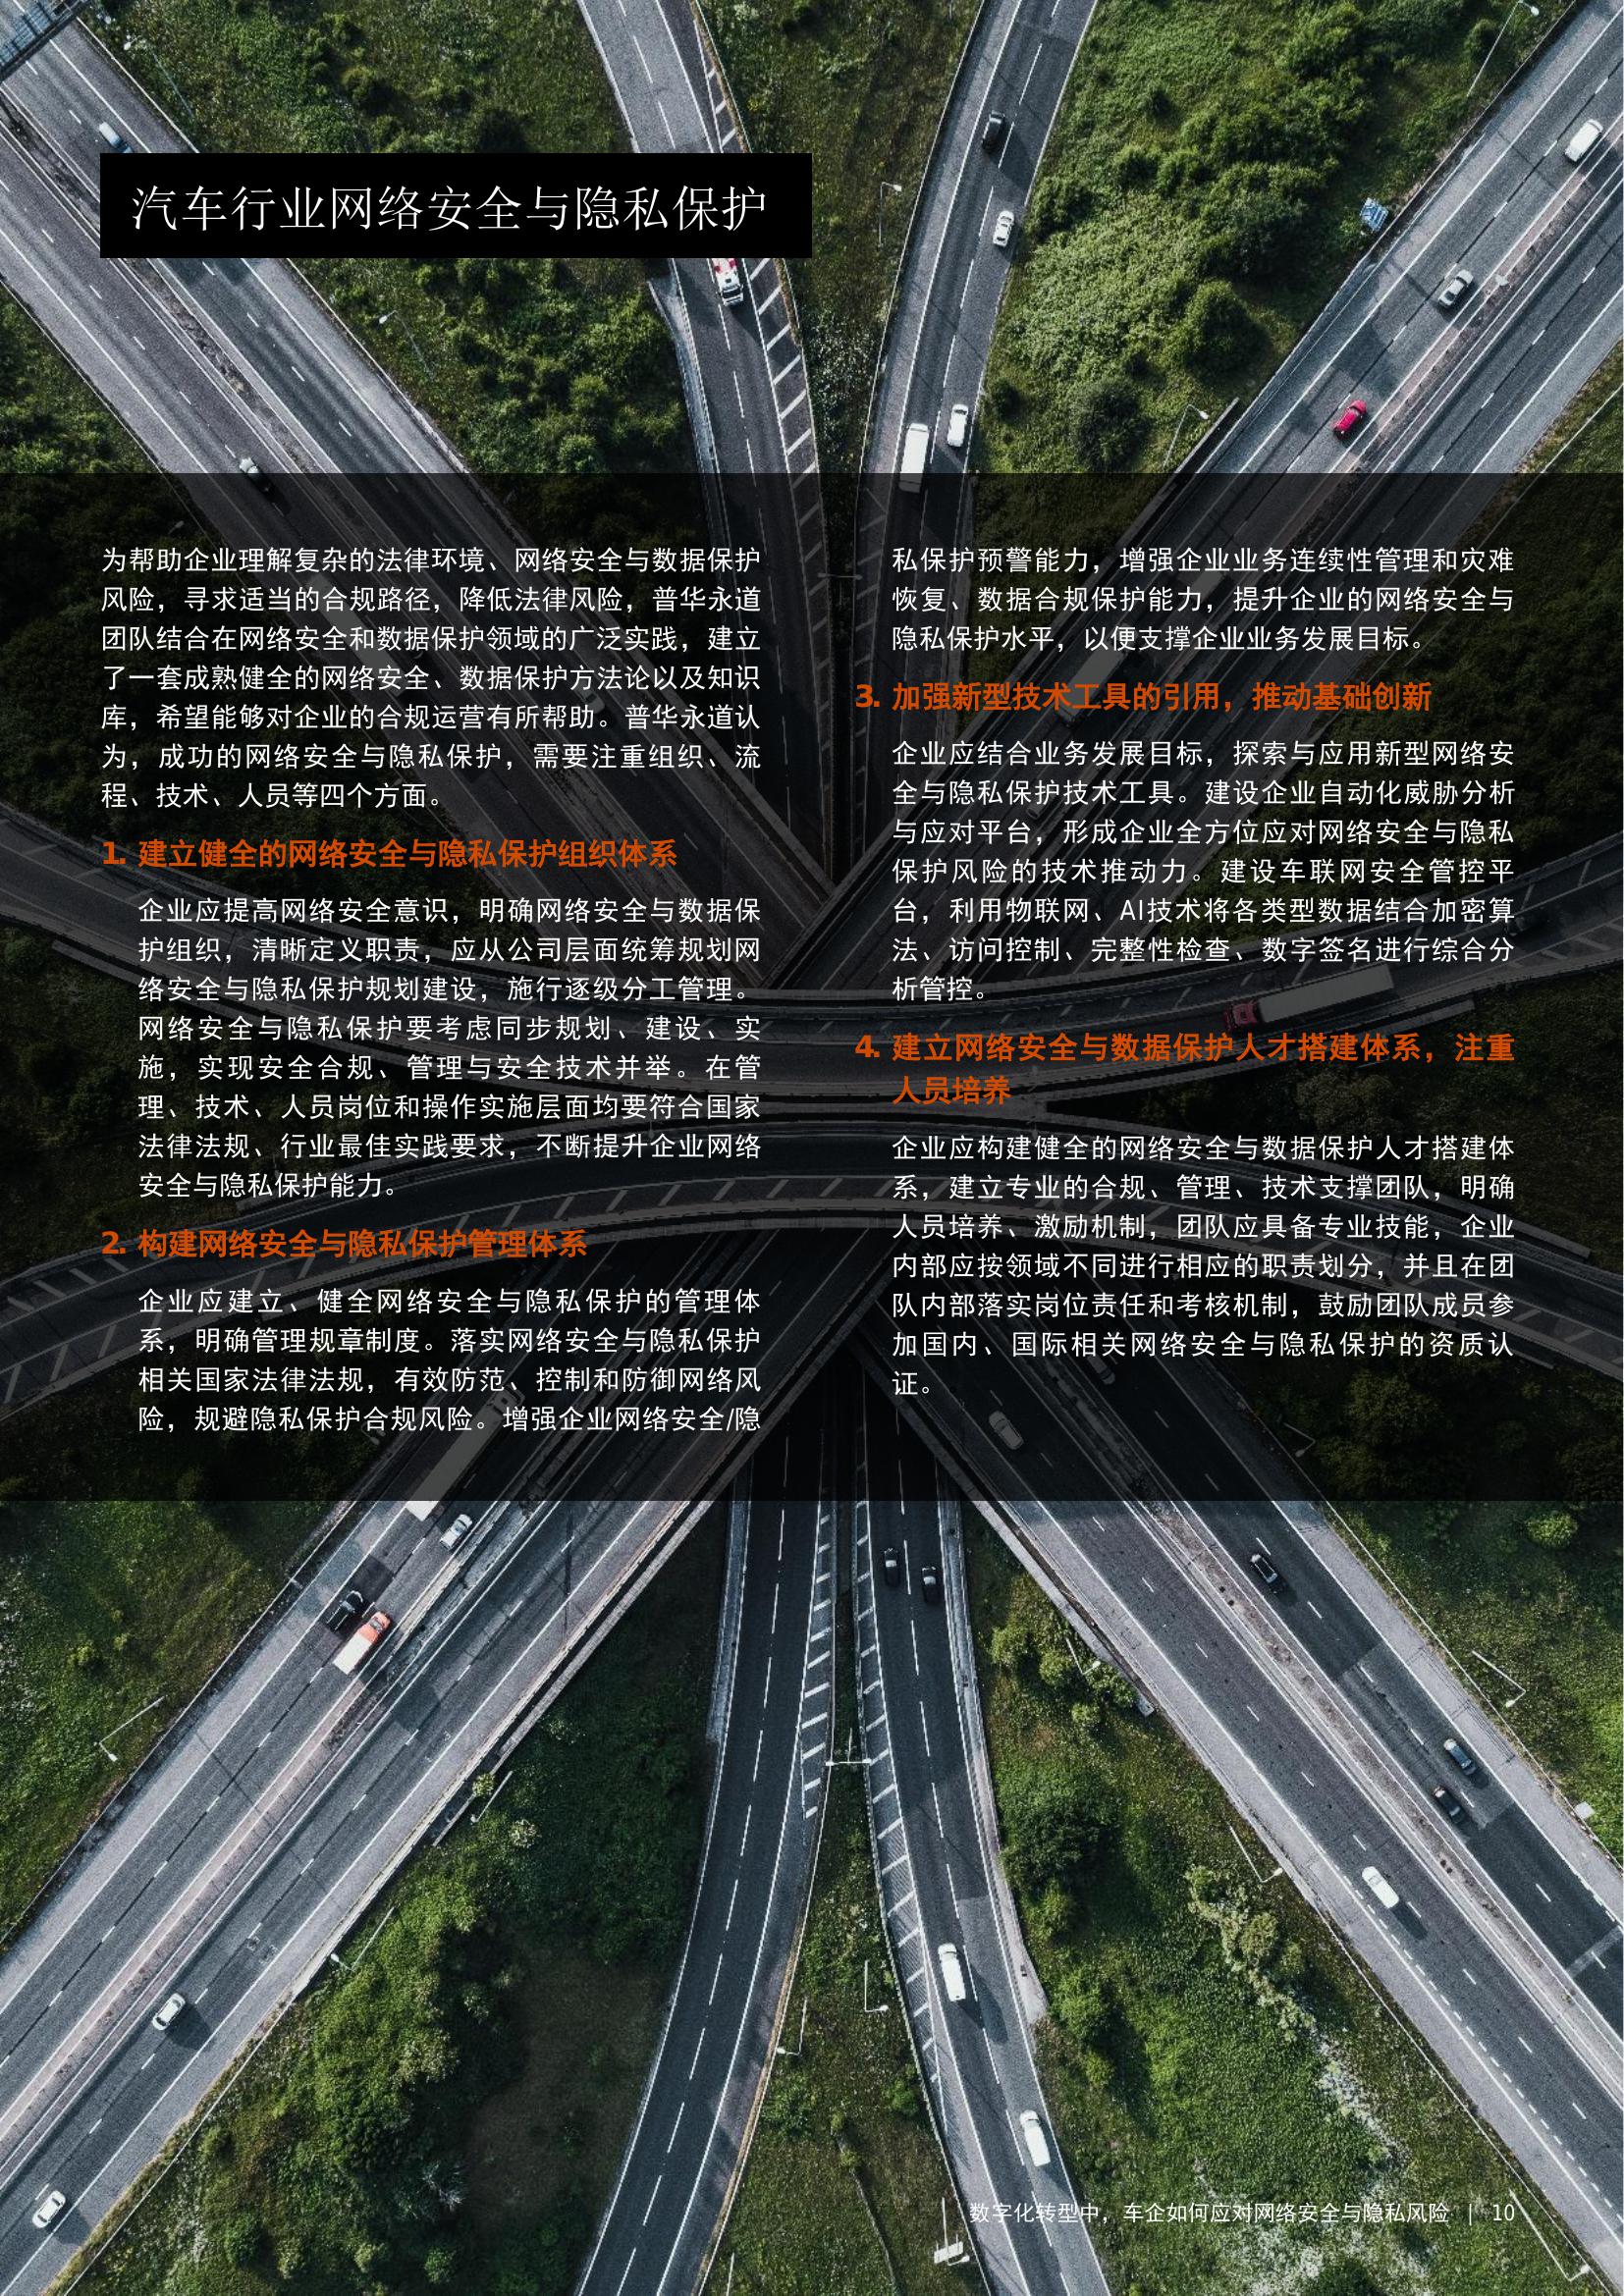 汽车行业网络安全与隐私保护
为帮助企业理解复杂的法律环境、网络安全与数据保护
风险，寻求适当的合规路径，降低法律风险，普华永道
团队结合在网络安全和数据保护领域的广泛实践，建立
了一套成熟健全的网络安全、数据保护方法论以及知识
库，希望能够对企业的合规运营有所帮助。普华永道认
为，成功的网络安全与隐私保护，需要注重组织、流
程、技术、人员等四个方面。
1. 建立健全的网络安全与隐私保护组织体系
企业应提高网络安全意识，明确网络安全与数据保
护组织，清晰定义职责，应从公司层面统筹规划网
络安全与隐私保护规划建设，施行逐级分工管理。
网络安全与隐私保护要考虑同步规划、建设、实
施，实现安全合规、管理与安全技术并举。在管
理、技术、人员岗位和操作实施层面均要符合国家
法律法规、行业最佳实践要求，不断提升企业网络
安全与隐私保护能力。
2. 构建网络安全与隐私保护管理体系
企业应建立、健全网络安全与隐私保护的管理体
系，明确管理规章制度。落实网络安全与隐私保护
相关国家法律法规，有效防范、控制和防御网络风
险，规避隐私保护合规风险。增强企业网络安全/隐
私保护预警能力，增强企业业务连续性管理和灾难
恢复、数据合规保护能力，提升企业的网络安全与
隐私保护水平，以便支撑企业业务发展目标。
3. 加强新型技术工具的引用，推动基础创新
企业应结合业务发展目标，探索与应用新型网络安
全与隐私保护技术工具。建设企业自动化威胁分析
与应对平台，形成企业全方位应对网络安全与隐私
保护风险的技术推动力。建设车联网安全管控平
台，利用物联网、AI技术将各类型数据结合加密算
法、访问控制、完整性检查、数字签名进行综合分
析管控。
4. 建立网络安全与数据保护人才搭建体系，注重
人员培养
企业应构建健全的网络安全与数据保护人才搭建体
系，建立专业的合规、管理、技术支撑团队，明确
人员培养、激励机制，团队应具备专业技能，企业
内部应按领域不同进行相应的职责划分，并且在团
队内部落实岗位责任和考核机制，鼓励团队成员参
加国内、国际相关网络安全与隐私保护的资质认
证。
数字化转型中，车企如何应对网络安全与隐私风险 | 10